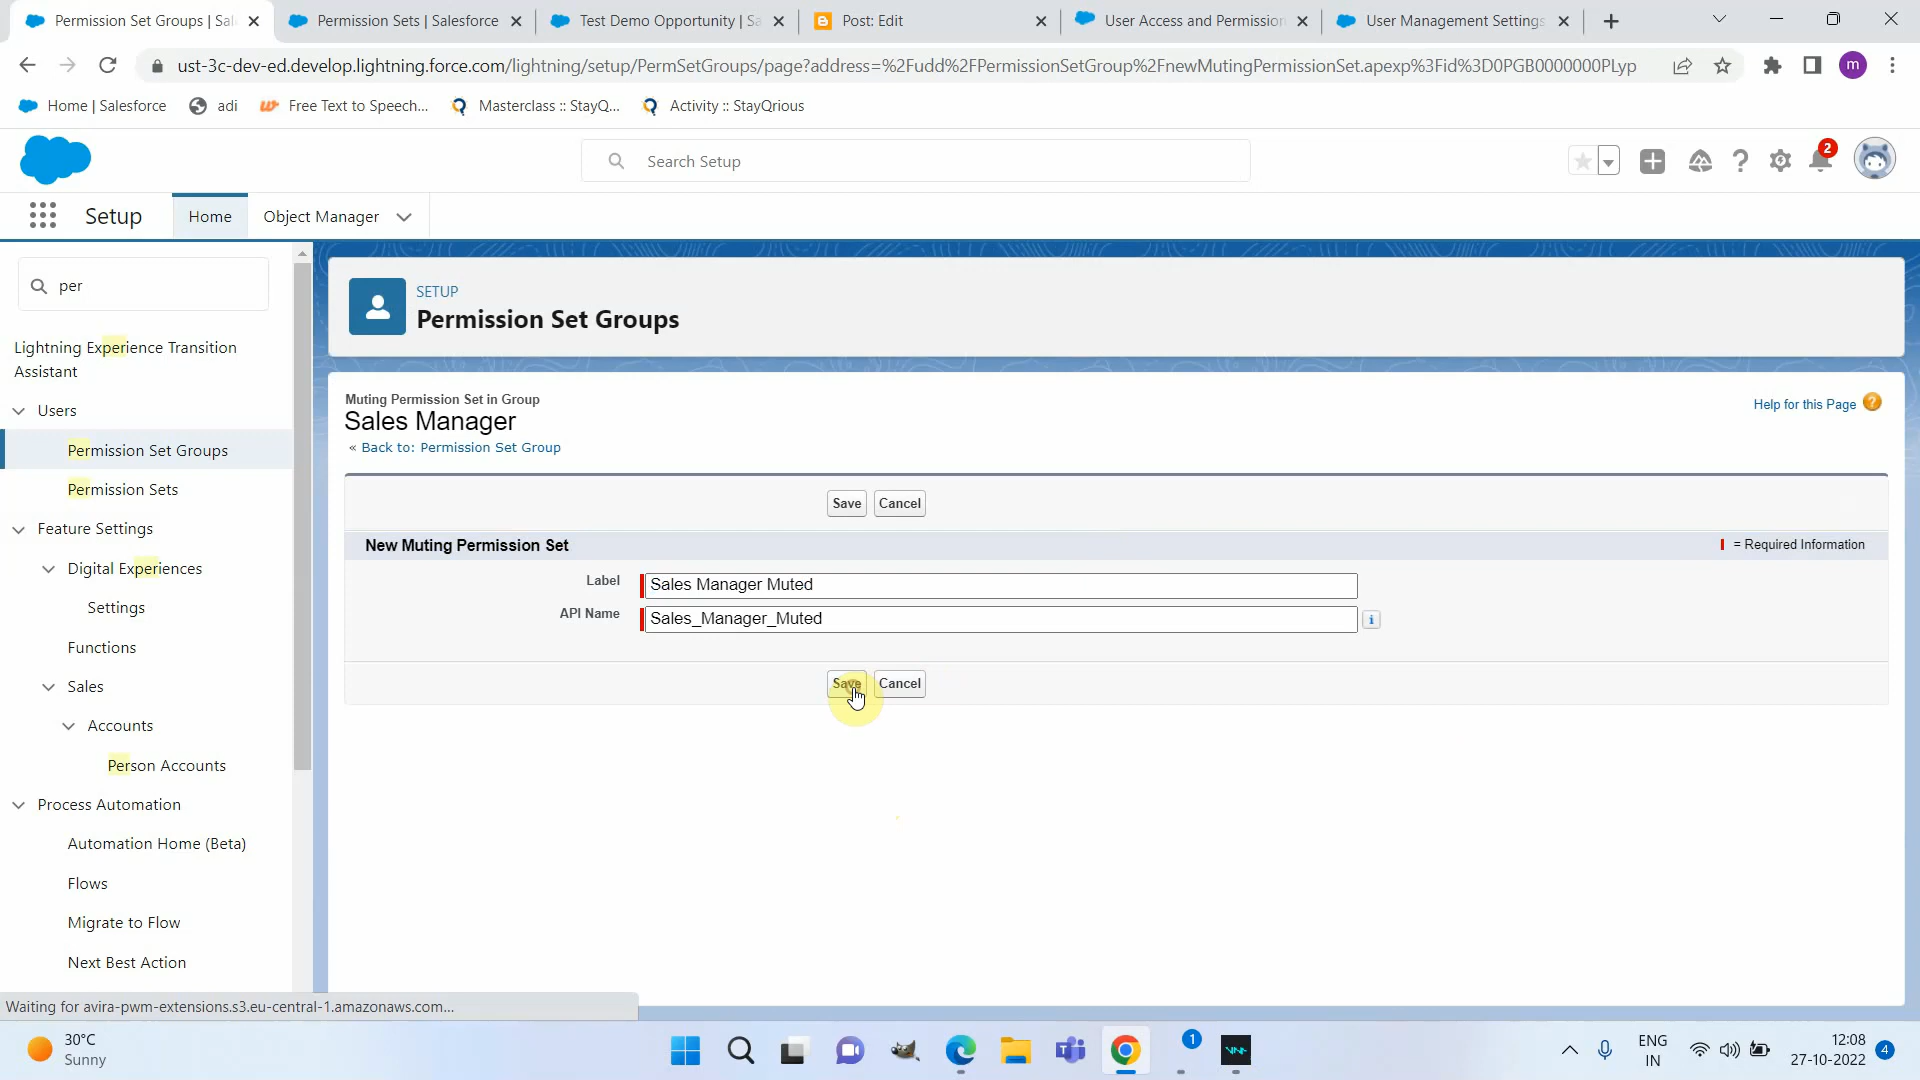 Permission Set Groups | Sal
Permission Sets | Salesforce
Test Demo Opportunity | Sa
Post: Edit
User Access and Permission
User Management Settings
ust-3c-dev-ed.develop.lightning.force.com/lightning/setup/PermSetGroups/page?address=%2Fudd%2FPermissionSetGroup%2FnewMutingPermissionSet.apexp%3Fid%3D0PGB0000000PLyp
m
Home | Salesforce
adi
Free Text to Speech...
Masterclass :: StayQ...
Activity :: StayQrious
Search Setup
2
Setup
Home
Object Manager
per
Lightning Experience Transition
Assistant
Users
Permission Set Groups
Permission Sets
Feature Settings
Digital Experiences
Settings
Functions
Sales
Accounts
Person Accounts
Process Automation
Automation Home (Beta)
Flows
Migrate to Flow
Next Best Action
SETUP
Permission Set Groups
Muting Permission Set in Group
Sales Manager
« Back to: Permission Set Group
Help for this Page ?
Save Cancel
New Muting Permission Set
= Required Information
Label Sales Manager Muted
API Name Sales_Manager_Muted i
Save Cancel
Waiting for avira-pwm-extensions.s3.eu-central-1.amazonaws.com...
30°C
Sunny
1
ENG
IN
12:08
27-10-2022
4